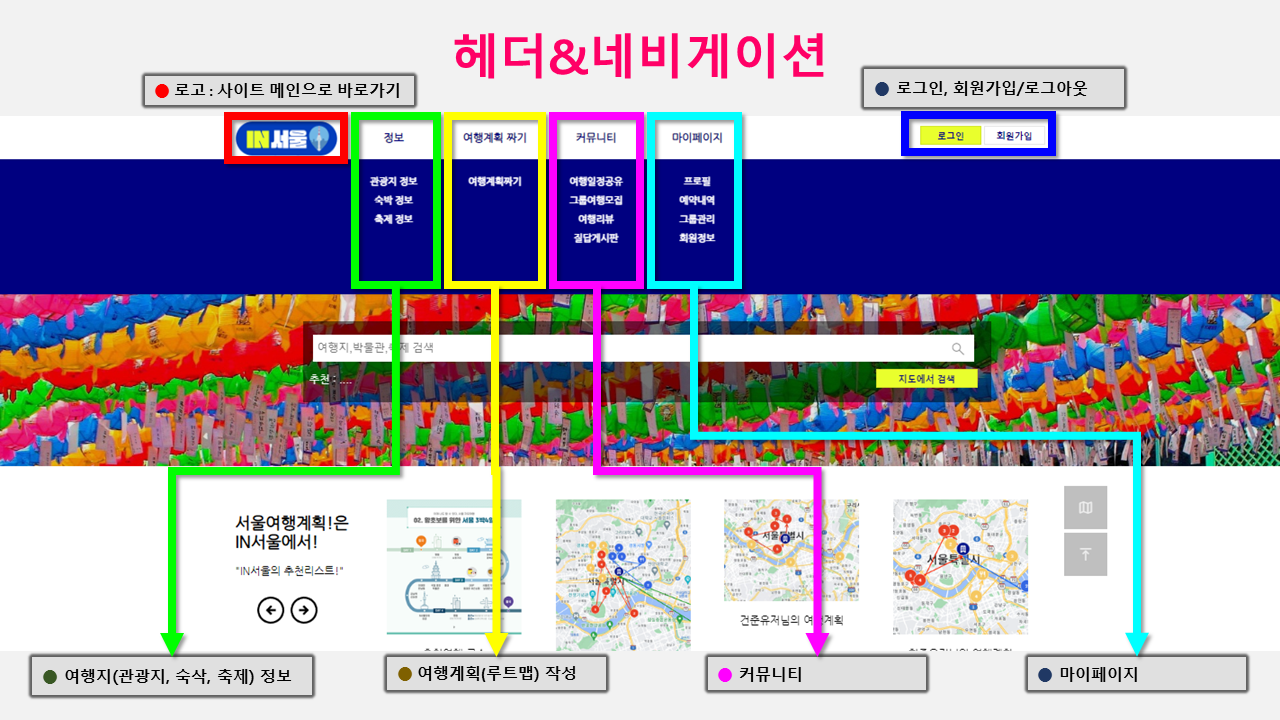 헤더&네비게이션
로고 : 사이트 메인으로 바로가기
로그인, 회원가입/로그아웃
IN서울
정보
여행계획 짜기
커뮤니티
마이페이지
로그인
회원가입
관광지 정보
숙박 정보
축제 정보
여행계획짜기
여행일정공유
그룹여행모집
여행리뷰
질답게시판
프로필
예약내역
그룹관리
회원정보
여행지,박물관, 제 검색
추천 : ....
지도에서 검색
서울여행계획!은
IN서울에서!
"IN서울의 추천리스트!"
02. 왕초보를 위한 서울 3박4일
서울특별시
서울특별시
건준유저님의 여행계획
여행지(관광지, 숙삭, 축제) 정보
여행계획(루트맵) 작성
커뮤니티
마이페이지